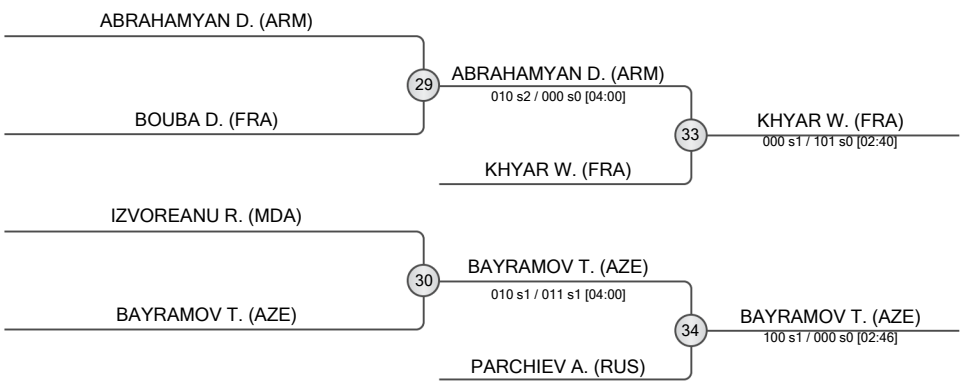 ABRAHAMYAN D. (ARM)
29
ABRAHAMYAN D. (ARM)
010 s2 / 000 s0 [04:00]
BOUBA D. (FRA)
33
KHYAR W. (FRA)
000 s1 / 101 s0 [02:40]
KHYAR W. (FRA)
IZVOREANU R. (MDA)
30
BAYRAMOV T. (AZE)
010 s1 / 011 s1 [04:00]
BAYRAMOV T. (AZE)
34
BAYRAMOV T. (AZE)
100 s1 / 000 s0 [02:46]
PARCHIEV A. (RUS)